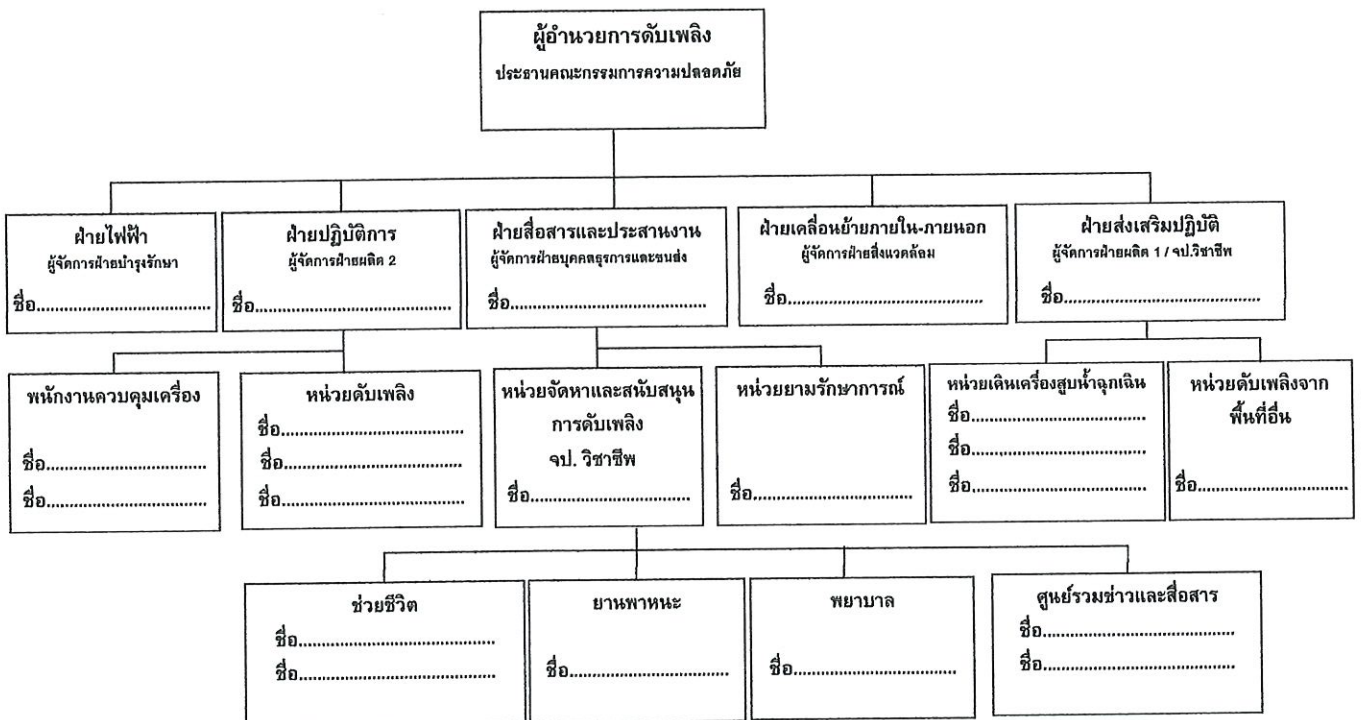 ผู้อำนวยการดับเพลิง
ประธานคณะกรรมการความปลอดภัย
ฝ่ายไฟฟ้า
ผู้จัดการฝ่ายบำรุงรักษา
ชื่อ........................................
ฝ่ายปฏิบัติการ
ผู้จัดการฝ่ายผลิต 2
ชื่อ........................................
ฝ่ายสื่อสารและประสานงาน
ผู้จัดการฝ่ายบุคคลธุรการและขนส่ง
ชื่อ........................................
ฝ่ายเคลื่อนย้ายภายใน-ภายนอก
ผู้จัดการฝ่ายสิ่งแวดล้อม
ชื่อ........................................
ฝ่ายส่งเสริมปฏิบัติ
ผู้จัดการฝ่ายผลิต 1 / จป.วิชาชีพ
ชื่อ........................................
พนักงานควบคุมเครื่อง
ชื่อ.................................
ชื่อ.................................
หน่วยดับเพลิง
ชื่อ.....................................
ชื่อ.....................................
ชื่อ.....................................
หน่วยจัดหาและสนับสนุน
การดับเพลิง
จป. วิชาชีพ
ชื่อ.................................
หน่วยยามรักษาการณ์
ชื่อ.................................
หน่วยเดินเครื่องสูบน้ำฉุกเฉิน
ชื่อ...................................
ชื่อ...................................
ชื่อ...................................
หน่วยดับเพลิงจาก
พื้นที่อื่น
ชื่อ...............................
ช่วยชีวิต
ชื่อ........................................
ชื่อ........................................
ยานพาหนะ
ชื่อ.................................
พยาบาล
ชื่อ.................................
ศูนย์รวมข่าวและสื่อสาร
ชื่อ.......................................
ชื่อ.......................................